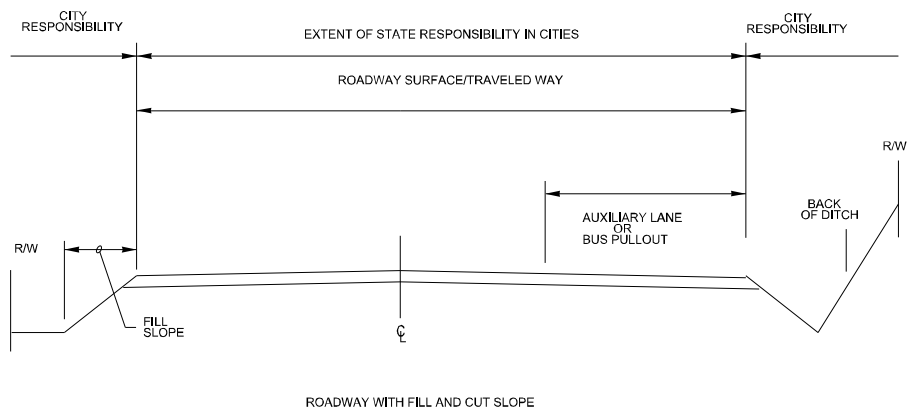 CITY
RESPONSIBILITY
EXTENT OF STATE RESPONSIBILITY IN CITIES
CITY
RESPONSIBILITY
ROADWAY SURFACE/TRAVELED WAY
R/W
AUXILIARY LANE
OR
BUS PULLOUT
BACK
OF DITCH
R/W
FILL
SLOPE
℄
ROADWAY WITH FILL AND CUT SLOPE